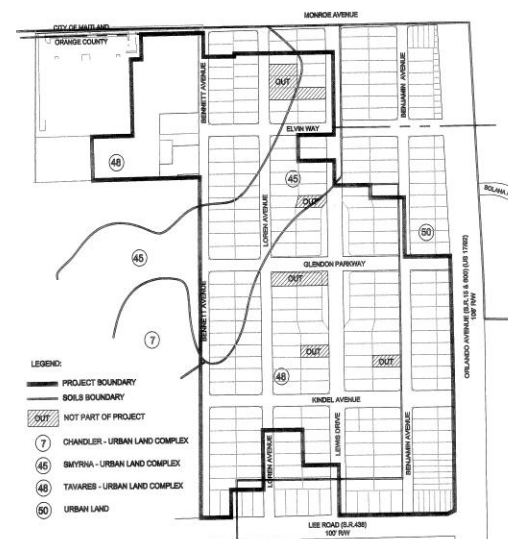 MONROE AVENUE
CITY OF MAITLAND
ORANGE COUNTY
BENNETT AVENUE
BENJAMIN AVENUE
OUT
ELVIN WAY
48
45
OUT
LOREN AVENUE
50
SOLANA
45
GLENDON PARKWAY
OUT
BENNETT AVENUE
ORLANDO AVENUE (S.R.15 & 600) (US 17/92)
100' R/W
7
OUT
OUT
48
LEGEND:
PROJECT BOUNDARY
SOILS BOUNDARY
KINDEL AVENUE
OUT NOT PART OF PROJECT
7 CHANDLER - URBAN LAND COMPLEX
LOREN AVENUE
LEWIS DRIVE
BENJAMIN AVENUE
45 SMYRNA - URBAN LAND COMPLEX
48 TAVARES - URBAN LAND COMPLEX
50 URBAN LAND
LEE ROAD (S.R.438)
100' R/W